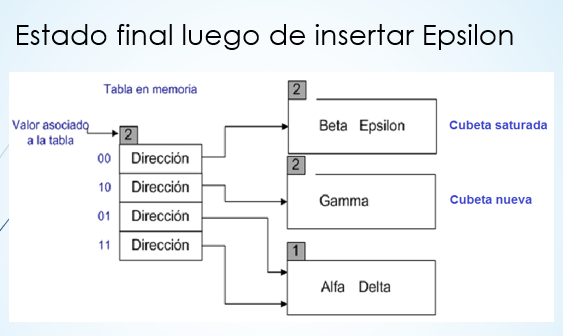 Estado final luego de insertar Epsilon
Tabla en memoria
Valor asociado
a la tabla
2
00 Dirección
10 Dirección
01 Dirección
11 Dirección
2
Beta Epsilon
Cubeta saturada
2
Gamma
Cubeta nueva
1
Alfa Delta